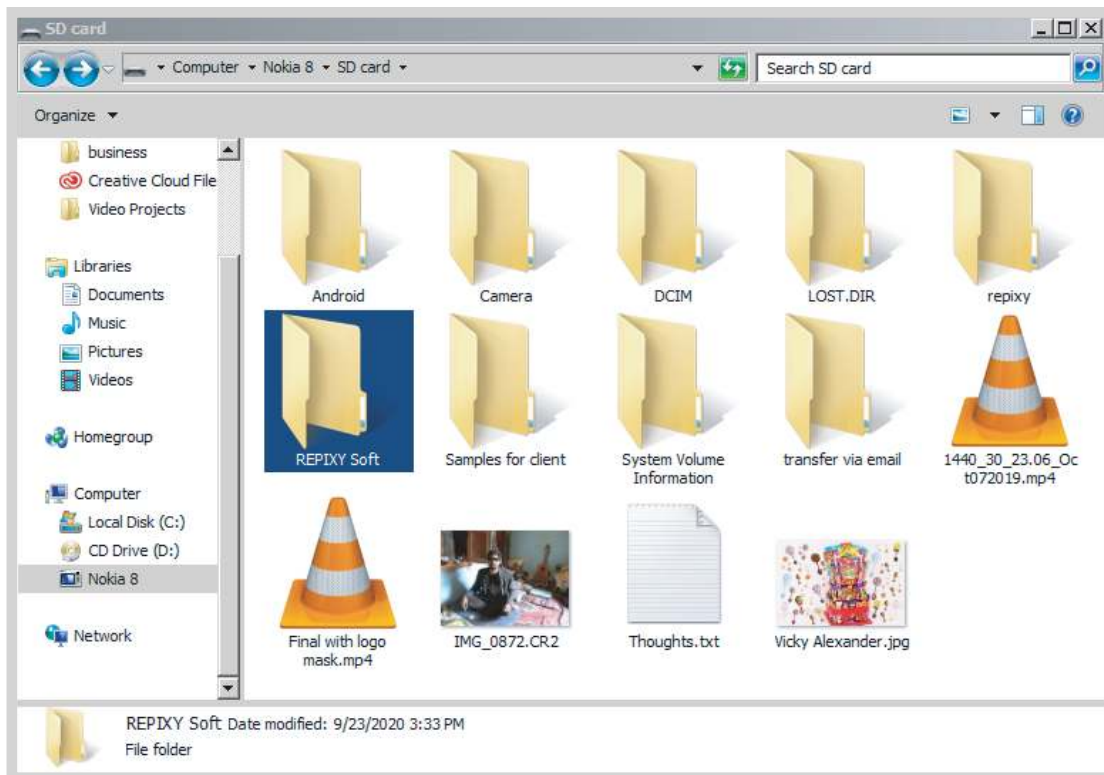 SD card
Computer Nokia 8 SD card
Search SD card
Organize
business
Creative Cloud File
Video Projects
Libraries
Documents
Music
Pictures
Videos
Homegroup
Computer
Local Disk (C:)
CD Drive (D:)
Nokia 8
Network
Android
Camera
DCIM
LOST.DIR
repixy
REPIXY Soft
Samples for client
System Volume
Information
transfer via email
1440_30_23.06_Oc
t072019.mp4
Final with logo
mask.mp4
IMG_0872.CR2
Thoughts.txt
Vicky Alexander.jpg
REPIXY Soft Date modified: 9/23/2020 3:33 PM
File folder